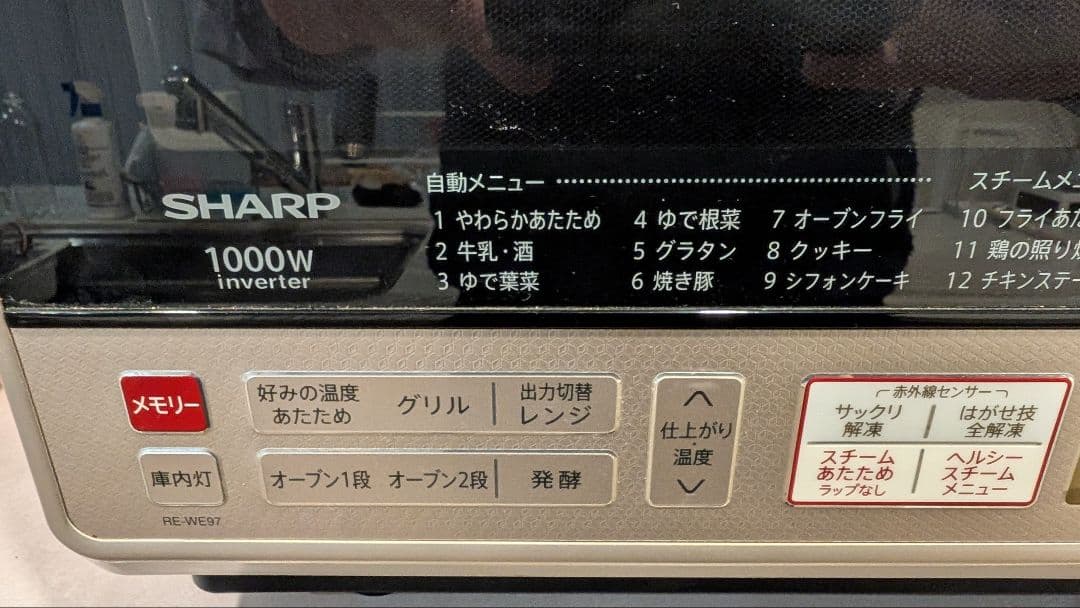 SHARP
1000W
inverter
自動メニュー
1 やわらかあたため
2 牛乳・酒
3 ゆで葉菜
4 ゆで根菜
5 グラタン
6 焼き豚
7 オーブンフライ
8 クッキー
9 シフォンケーキ
スチームメニ
10 フライあた
11 鶏の照り焼
12 チキンステー
メモリー
好みの温度
あたため
グリル
出力切替
レンジ
仕上がり
・
温度
赤外線センサー
サックリ
解凍
はがせ技
全解凍
スチーム
あたため
ラップなし
ヘルシー
スチーム
メニュー
庫内灯
オーブン1段
オーブン2段
発酵
RE-WE97